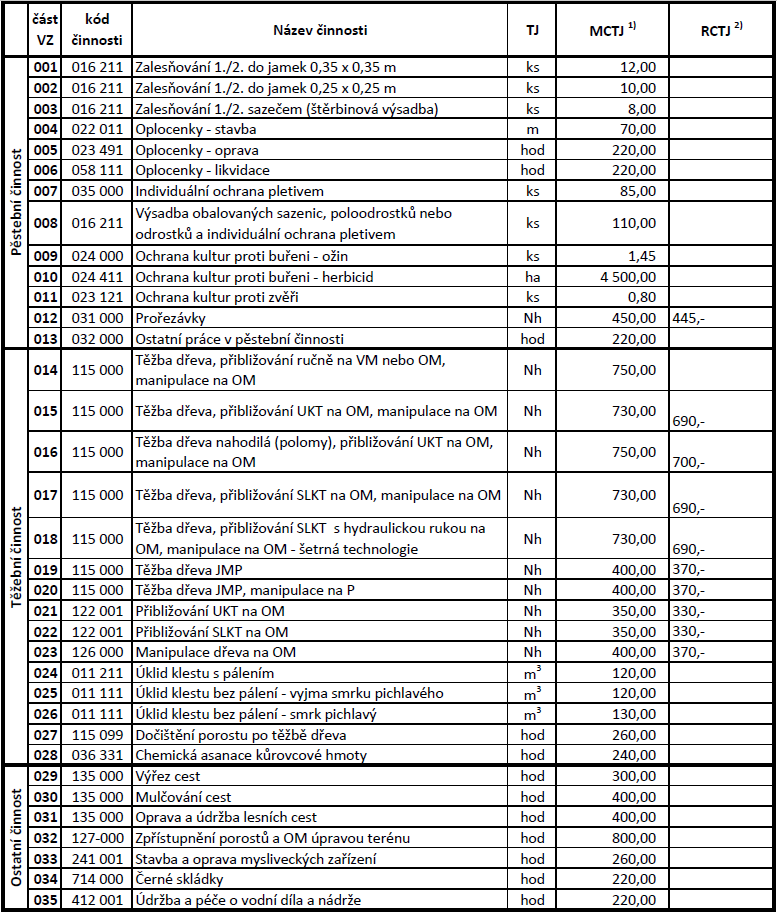 část VZ kód činnosti Název činnosti TJ MCTJ 1) RCTJ 2)
Pěstební činnost
001 016 211 Zalesňování 1./2. do jamek 0,35 x 0,35 m ks 12,00
002 016 211 Zalesňování 1./2. do jamek 0,25 x 0,25 m ks 10,00
003 016 211 Zalesňování 1./2. sazečem (štěrbinová výsadba) ks 8,00
004 022 011 Oplocenky - stavba m 70,00
005 023 491 Oplocenky - oprava hod 220,00
006 058 111 Oplocenky - likvidace hod 220,00
007 035 000 Individuální ochrana pletivem ks 85,00
008 016 211 Výsadba obalovaných sazenic, poloodrostků nebo
odrostků a individuální ochrana pletivem ks 110,00
009 024 000 Ochrana kultur proti buřeni - ožin ks 1,45
010 024 411 Ochrana kultur proti buřeni - herbicid ha 4 500,00
011 023 121 Ochrana kultur proti zvěři ks 0,80
012 031 000 Prořezávky Nh 450,00 445,-
013 032 000 Ostatní práce v pěstební činnosti hod 220,00
Těžební činnost
014 115 000 Těžba dřeva, přibližování ručně na VM nebo OM,
manipulace na OM Nh 750,00
015 115 000 Těžba dřeva, přibližování UKT na OM, manipulace na OM Nh 730,00 690,-
016 115 000 Těžba dřeva nahodilá (polomy), přibližování UKT na OM,
manipulace na OM Nh 750,00 700,-
017 115 000 Těžba dřeva, přibližování SLKT na OM, manipulace na OM Nh 730,00 690,-
018 115 000 Těžba dřeva, přibližování SLKT s hydraulickou rukou na
OM, manipulace na OM - šetrná technologie Nh 730,00 690,-
019 115 000 Těžba dřeva JMP Nh 400,00 370,-
020 115 000 Těžba dřeva JMP, manipulace na P Nh 400,00 370,-
021 122 001 Přibližování UKT na OM Nh 350,00 330,-
022 122 001 Přibližování SLKT na OM Nh 350,00 330,-
023 126 000 Manipulace dřeva na OM Nh 400,00 370,-
024 011 211 Úklid klestu s pálením m³ 120,00
025 011 111 Úklid klestu bez pálení - vyjma smrku pichlavého m³ 120,00
026 011 111 Úklid klestu bez pálení - smrk pichlavý m³ 130,00
027 115 099 Dočištění porostu po těžbě dřeva hod 260,00
028 036 331 Chemická asanace kůrovcové hmoty hod 240,00
Ostatní činnost
029 135 000 Výřez cest hod 300,00
030 135 000 Mulčování cest hod 400,00
031 135 000 Oprava a údržba lesních cest hod 400,00
032 127-000 Zpřístupnění porostů a OM úpravou terénu hod 800,00
033 241 001 Stavba a oprava mysliveckých zařízení hod 260,00
034 714 000 Černé skládky hod 220,00
035 412 001 Údržba a péče o vodní díla a nádrže hod 220,00